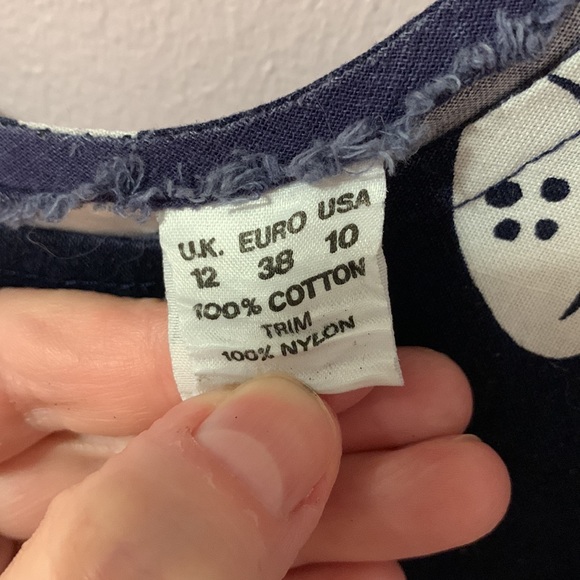 U.K. EURO USA
12 38 10
100% COTTON
TRIM
100% NYLON